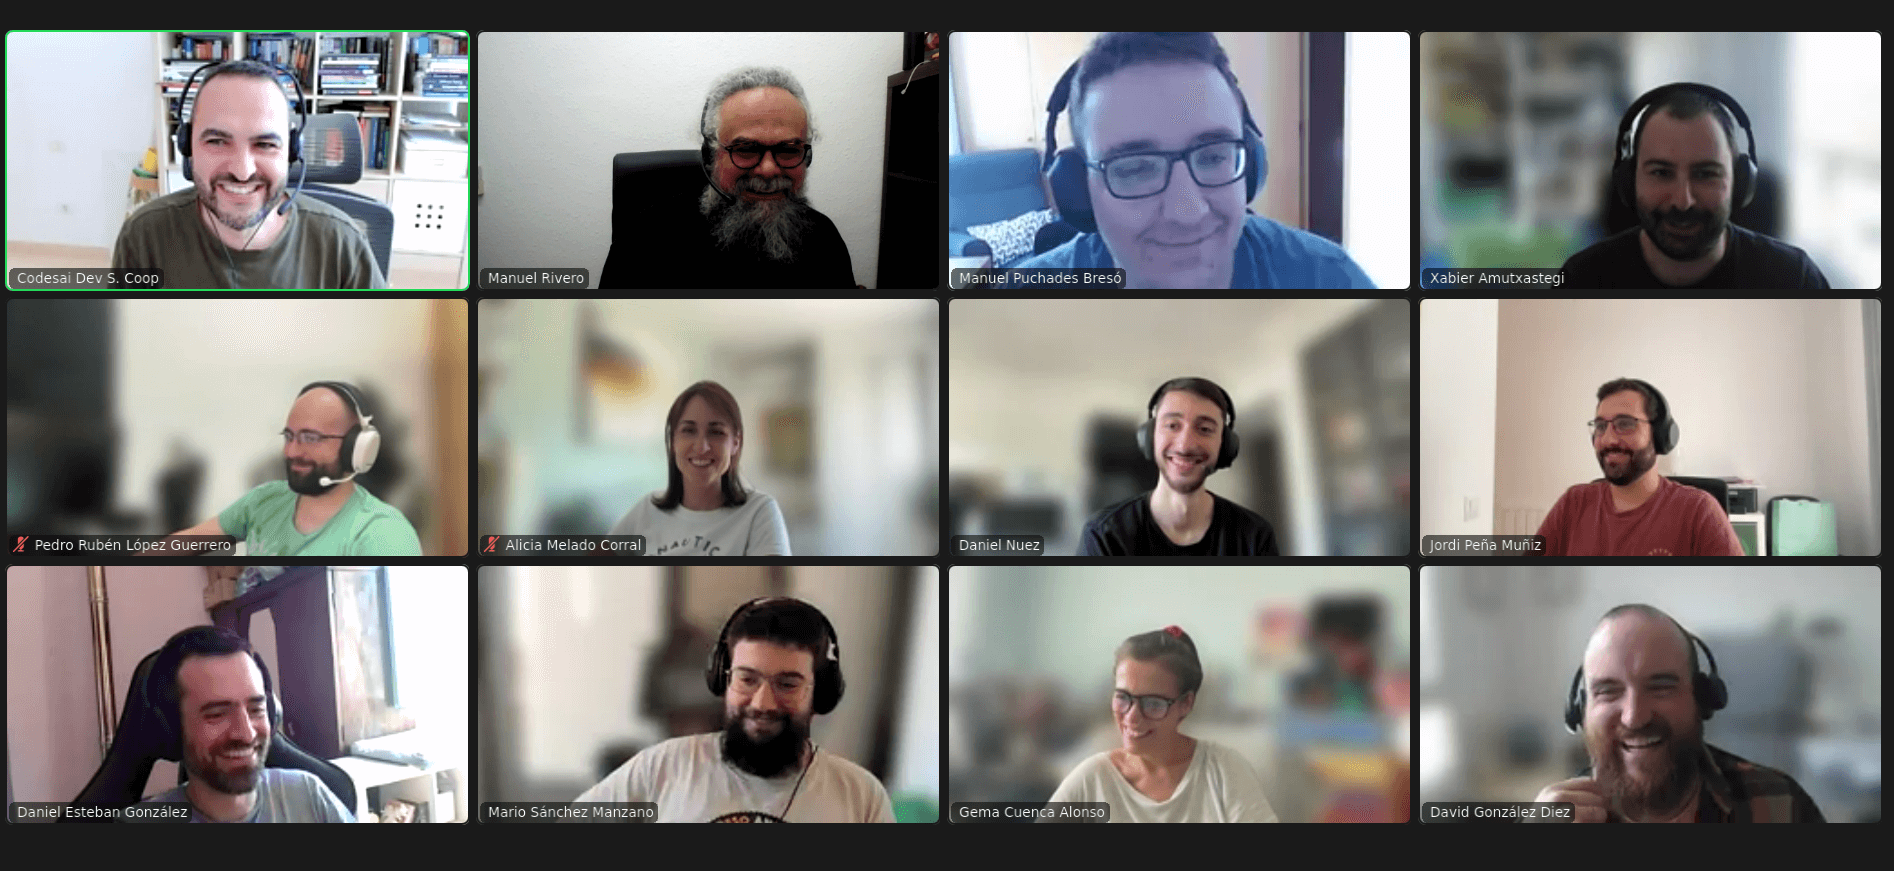 Codesai Dev S. Coop
Manuel Rivero
Manuel Puchades Bresó
Xabier Amutxastegi
Pedro Rubén López Guerrero
Alicia Melado Corral
Daniel Nuez
Jordi Peña Muñiz
NAUTIC
Daniel Esteban González
Mario Sánchez Manzano
Gema Cuenca Alonso
David González Diez